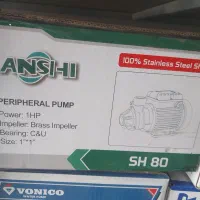 ANSHI
100% Stainless Steel
PERIPHERAL PUMP
Power: 1HP
Impeller: Brass Impeller
Bearing: C&U
Size: 1"*1"
SH 80
VONICO